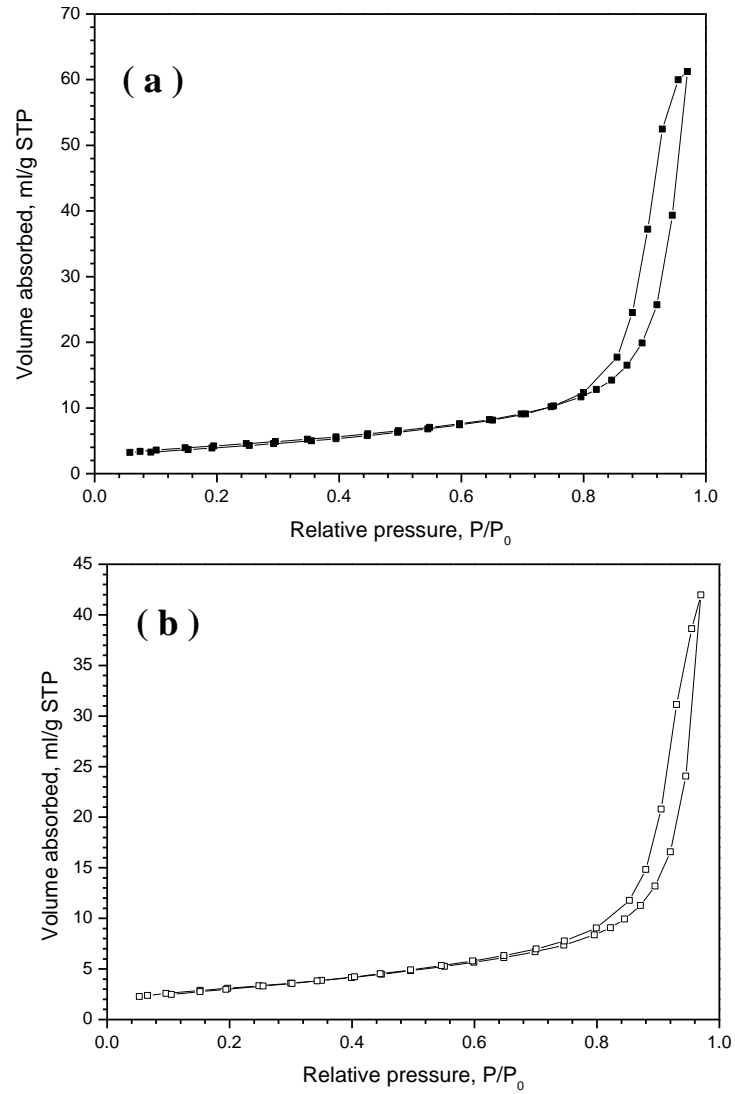 ( a )
Volume absorbed, ml/g STP
70
60
50
40
30
20
10
0
0.0 0.2 0.4 0.6 0.8 1.0
Relative pressure, P/P₀
( b )
Volume absorbed, ml/g STP
45
40
35
30
25
20
15
10
5
0
0.0 0.2 0.4 0.6 0.8 1.0
Relative pressure, P/P₀